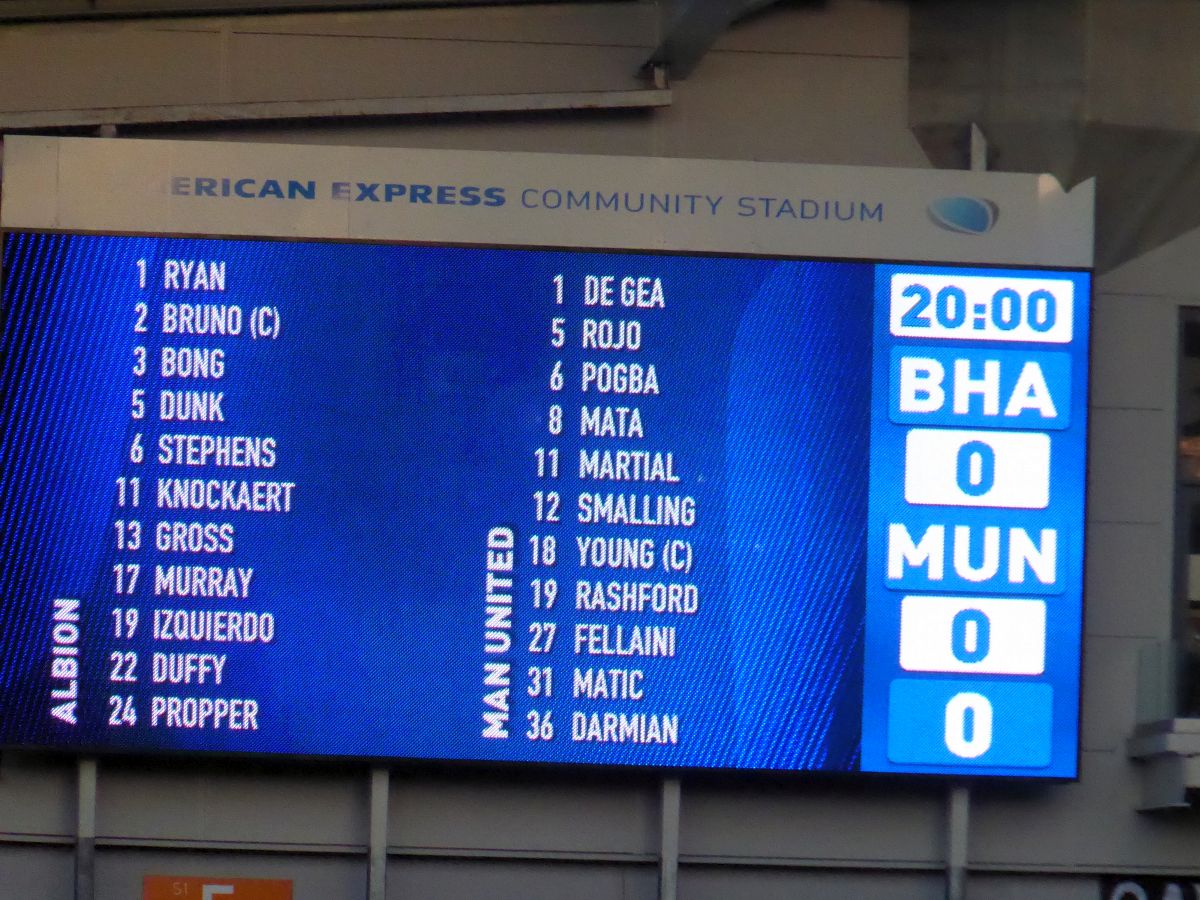 ERICAN EXPRESS COMMUNITY STADIUM
ALBION
1 RYAN
2 BRUNO (C)
3 BONG
5 DUNK
6 STEPHENS
11 KNOCKAERT
13 GROSS
17 MURRAY
19 IZQUIERDO
22 DUFFY
24 PROPPER
MAN UNITED
1 DE GEA
5 ROJO
6 POGBA
8 MATA
11 MARTIAL
12 SMALLING
18 YOUNG (C)
19 RASHFORD
27 FELLAINI
31 MATIC
36 DARMIAN
20:00
BHA
0
MUN
0
0
S1